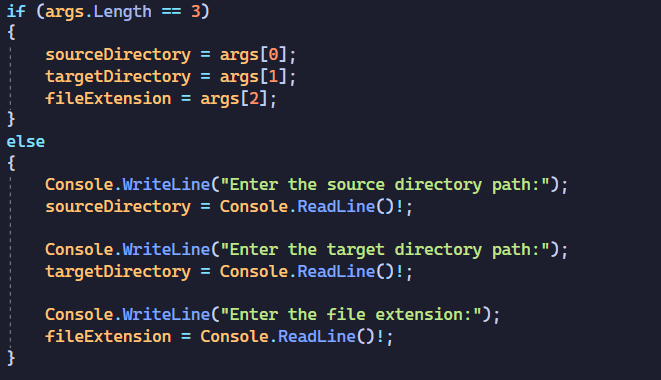 if (args.Length == 3)
{
    sourceDirectory = args[0];
    targetDirectory = args[1];
    fileExtension = args[2];
}
else
{
    Console.WriteLine("Enter the source directory path:");
    sourceDirectory = Console.ReadLine()!;

    Console.WriteLine("Enter the target directory path:");
    targetDirectory = Console.ReadLine()!;

    Console.WriteLine("Enter the file extension:");
    fileExtension = Console.ReadLine()!;
}